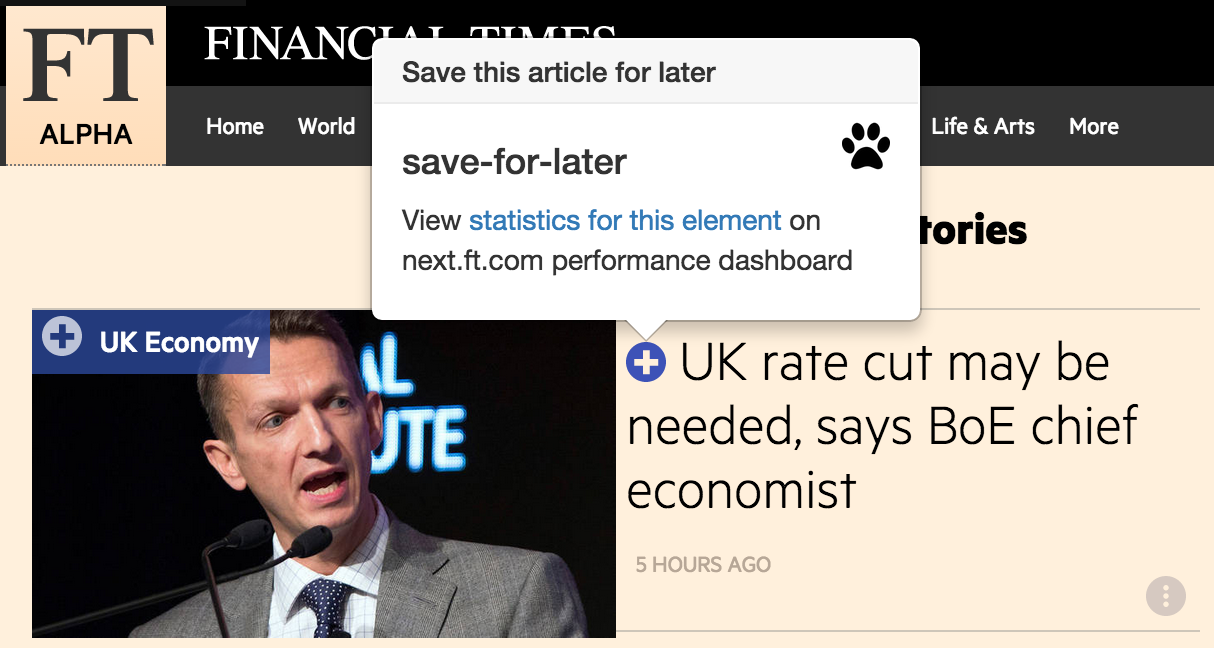 FT
ALPHA
FINANCIAL TIMES
Home World Life & Arts More
Save this article for later
save-for-later
View statistics for this element on
next.ft.com performance dashboard
UK Economy
UK rate cut may be
needed, says BoE chief
economist
5 HOURS AGO